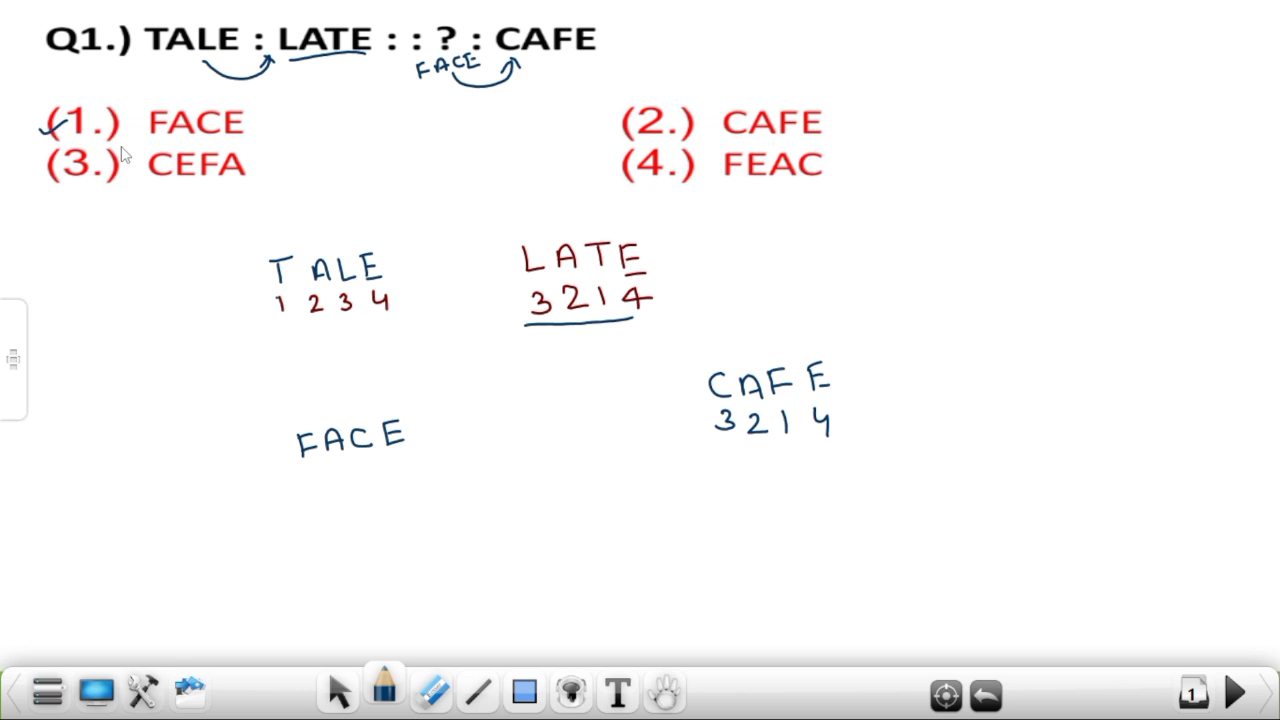 Q1.) TALE : LATE : : ? : CAFE
FACE
(1.) FACE
(2.) CAFE
(3.) CEFA
(4.) FEAC
TALE
1 2 3 4
LATE
3 2 1 4
CAFE
3 2 1 4
FACE
T
1